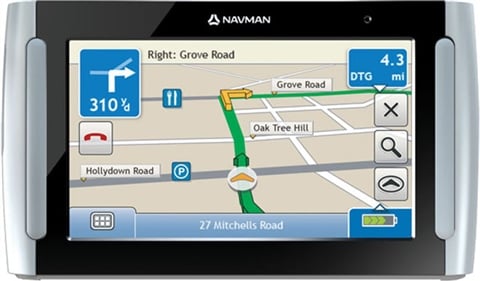 NAVMAN
Right: Grove Road
310 Yd
4.3
DTG mi
Grove Road
Oak Tree Hill
Hollydown Road
P
27 Mitchells Road